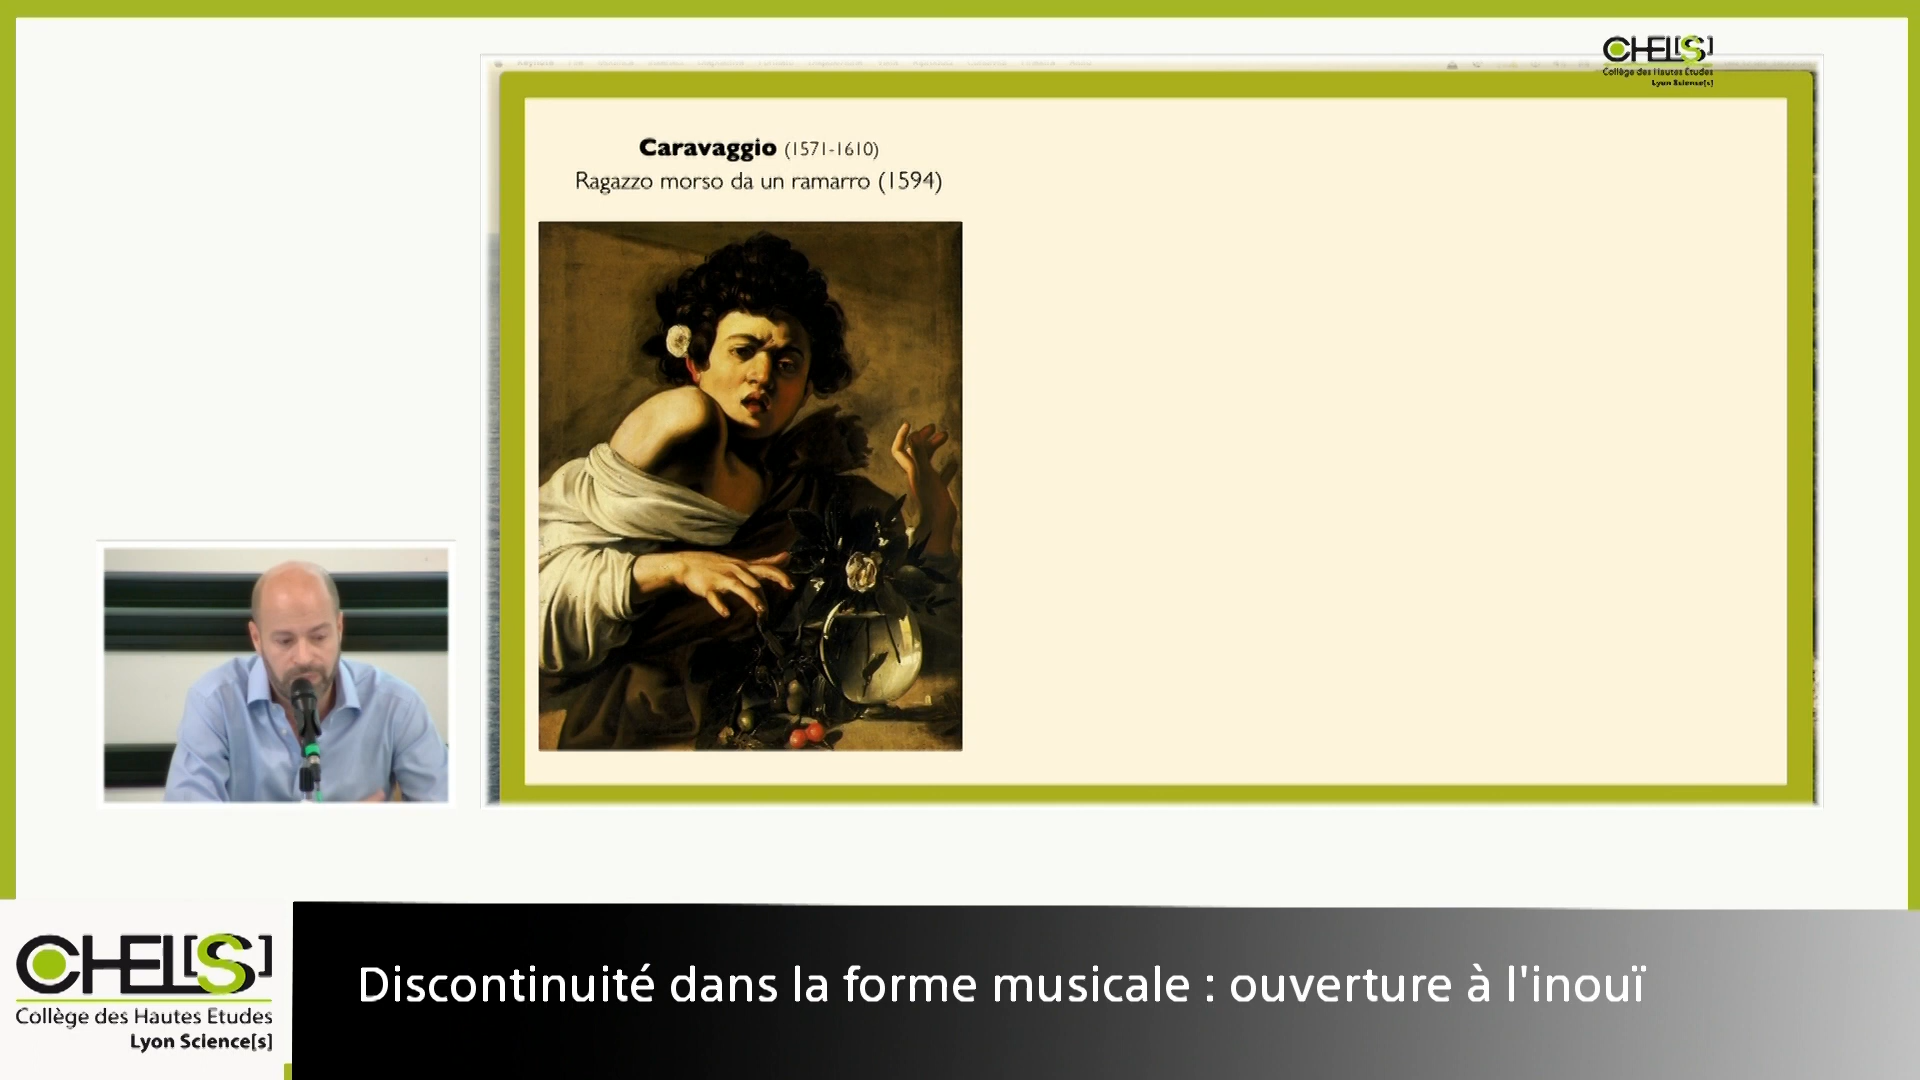 CHEL[S]
Collège des Hautes Etudes
Lyon Science[s]
Caravaggio (1571-1610)
Ragazzo morso da un ramarro (1594)
CHEL[S]
Collège des Hautes Etudes
Lyon Science[s]
Discontinuité dans la forme musicale : ouverture à l'inouï